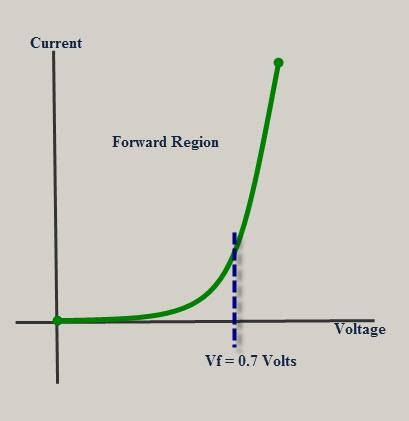 Current
Forward Region
Voltage
Vf = 0.7 Volts